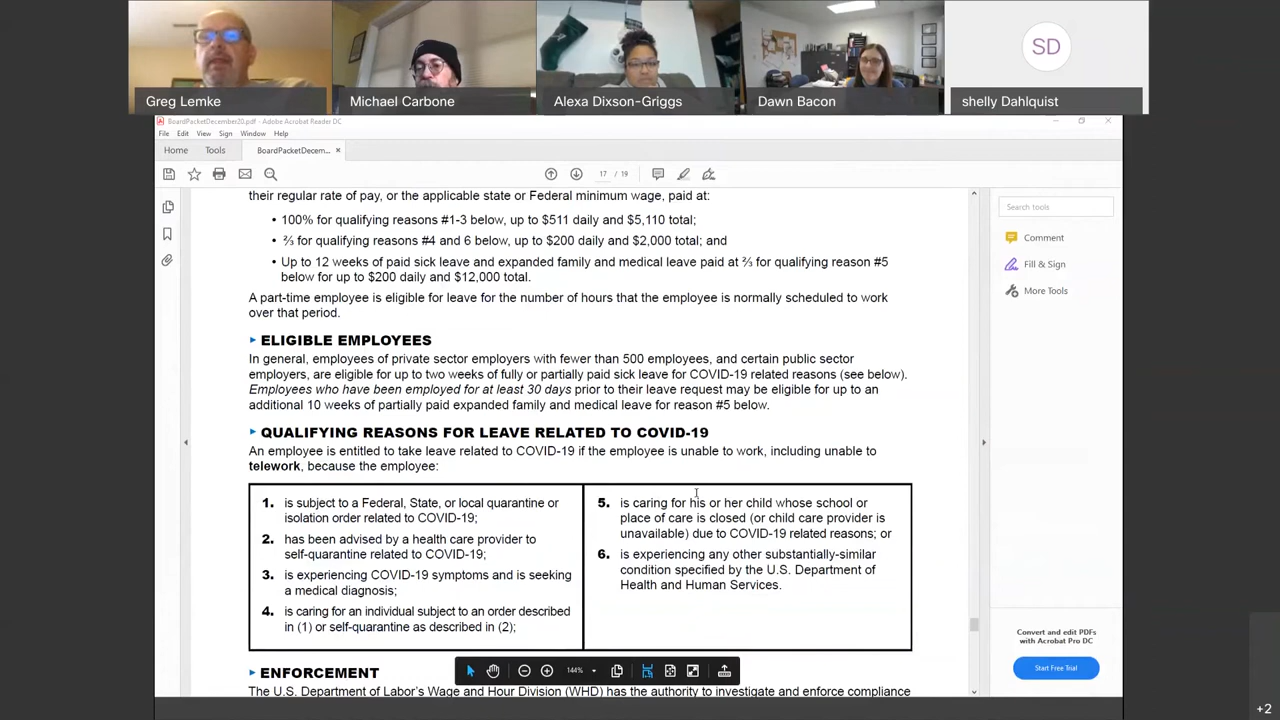 SD
Greg Lemke
Michael Carbone
Alexa Dixson-Griggs
Dawn Bacon
shelly Dahlquist
BoardPacketDecember20.pdf - Adobe Acrobat Reader DC
File Edit View Sign Window Help
Home Tools BoardPacketDecem... ×
17 / 19
their regular rate of pay, or the applicable state or Federal minimum wage, paid at:
• 100% for qualifying reasons #1-3 below, up to $511 daily and $5,110 total;
• ⅔ for qualifying reasons #4 and 6 below, up to $200 daily and $2,000 total; and
• Up to 12 weeks of paid sick leave and expanded family and medical leave paid at ⅔ for qualifying reason #5
below for up to $200 daily and $12,000 total.
A part-time employee is eligible for leave for the number of hours that the employee is normally scheduled to work
over that period.
► ELIGIBLE EMPLOYEES
In general, employees of private sector employers with fewer than 500 employees, and certain public sector
employers, are eligible for up to two weeks of fully or partially paid sick leave for COVID-19 related reasons (see below).
Employees who have been employed for at least 30 days prior to their leave request may be eligible for up to an
additional 10 weeks of partially paid expanded family and medical leave for reason #5 below.
► QUALIFYING REASONS FOR LEAVE RELATED TO COVID-19
An employee is entitled to take leave related to COVID-19 if the employee is unable to work, including unable to
telework, because the employee:
1. is subject to a Federal, State, or local quarantine or
isolation order related to COVID-19;
2. has been advised by a health care provider to
self-quarantine related to COVID-19;
3. is experiencing COVID-19 symptoms and is seeking
a medical diagnosis;
4. is caring for an individual subject to an order described
in (1) or self-quarantine as described in (2);
5. is caring for his or her child whose school or
place of care is closed (or child care provider is
unavailable) due to COVID-19 related reasons; or
6. is experiencing any other substantially-similar
condition specified by the U.S. Department of
Health and Human Services.
► ENFORCEMENT
The U.S. Department of Labor's Wage and Hour Division (WHD) has the authority to investigate and enforce compliance
144%
Search tools
Comment
Fill & Sign
More Tools
Convert and edit PDFs
with Acrobat Pro DC
Start Free Trial
+2